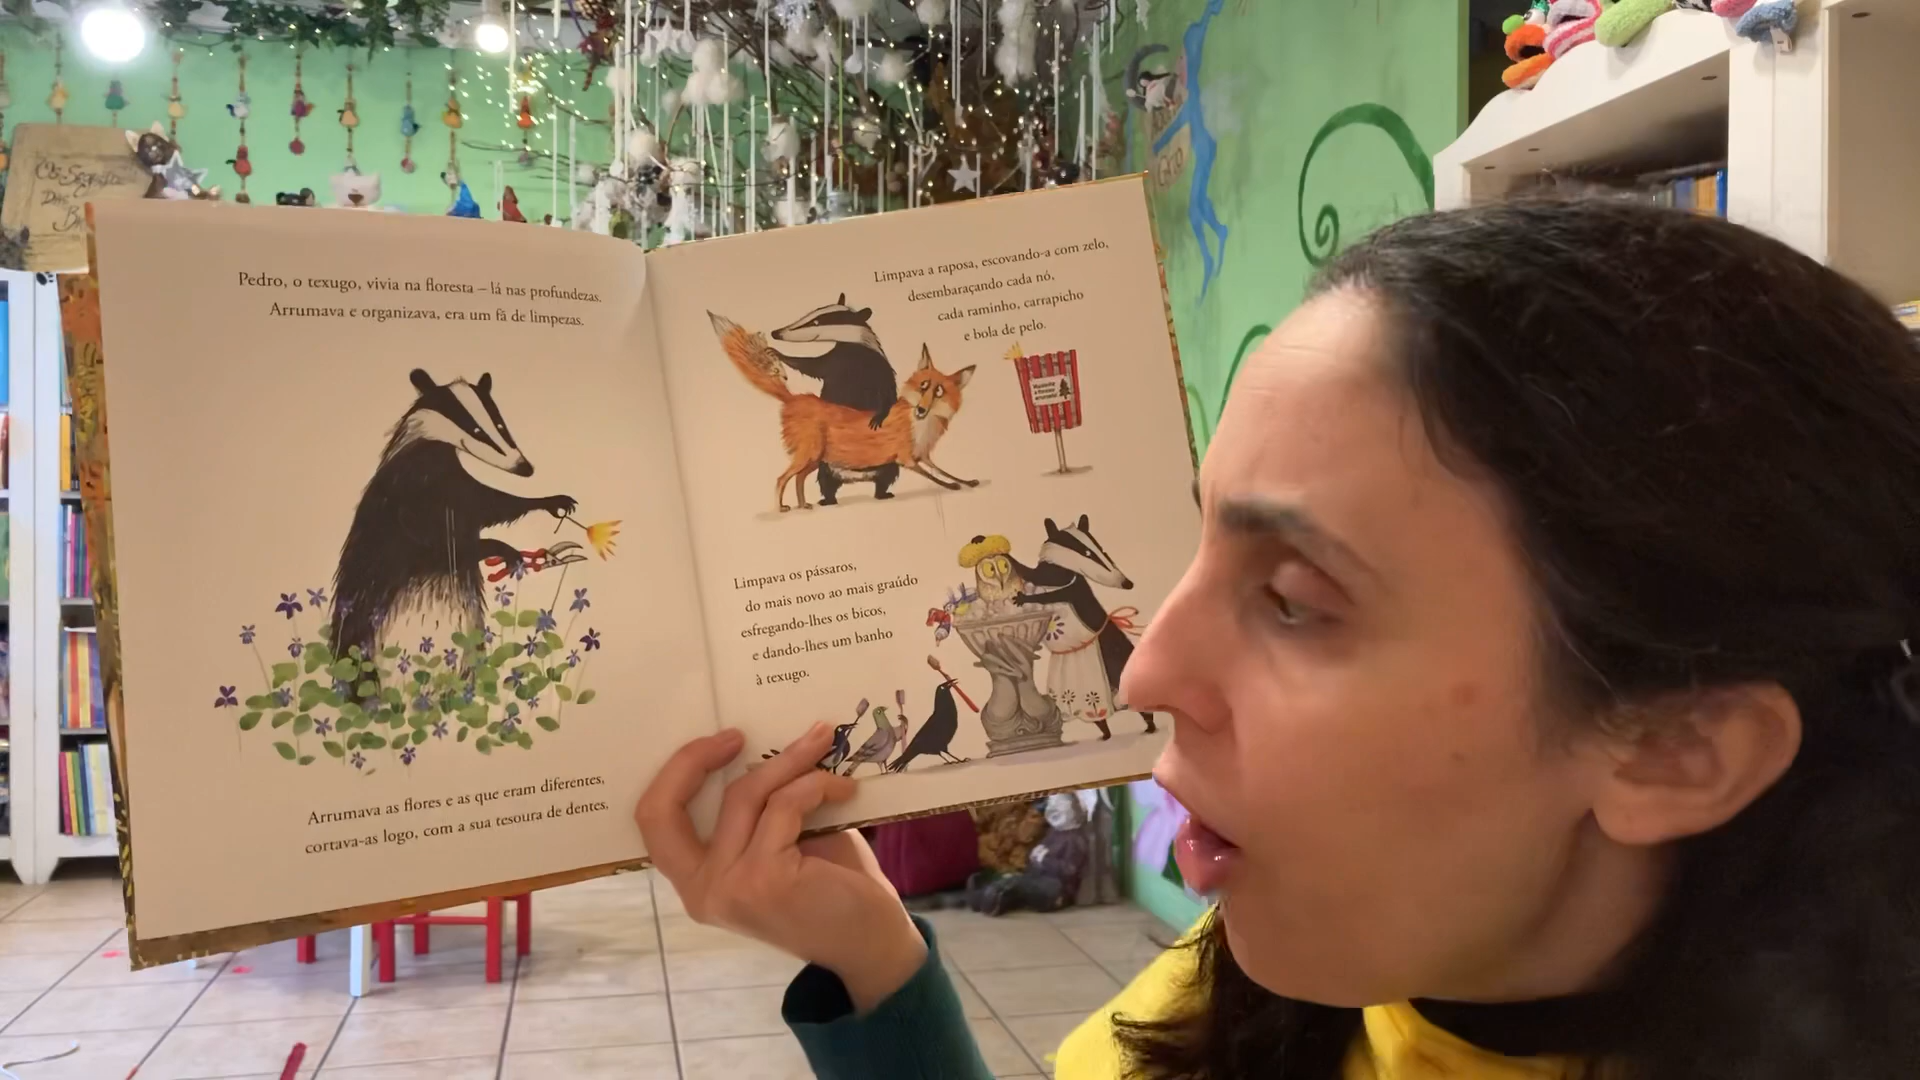 Pedro, o texugo, vivia na floresta – lá nas profundezas.
Arrumava e organizava, era um fã de limpezas.
Arrumava as flores e as que eram diferentes,
cortava-as logo, com a sua tesoura de dentes.
Limpava a raposa, escovando-a com zelo,
desembaraçando cada nó,
cada raminho, carrapicho
e bola de pelo.
Limpava os pássaros,
do mais novo ao mais graúdo
esfregando-lhes os bicos,
e dando-lhes um banho
à texugo.